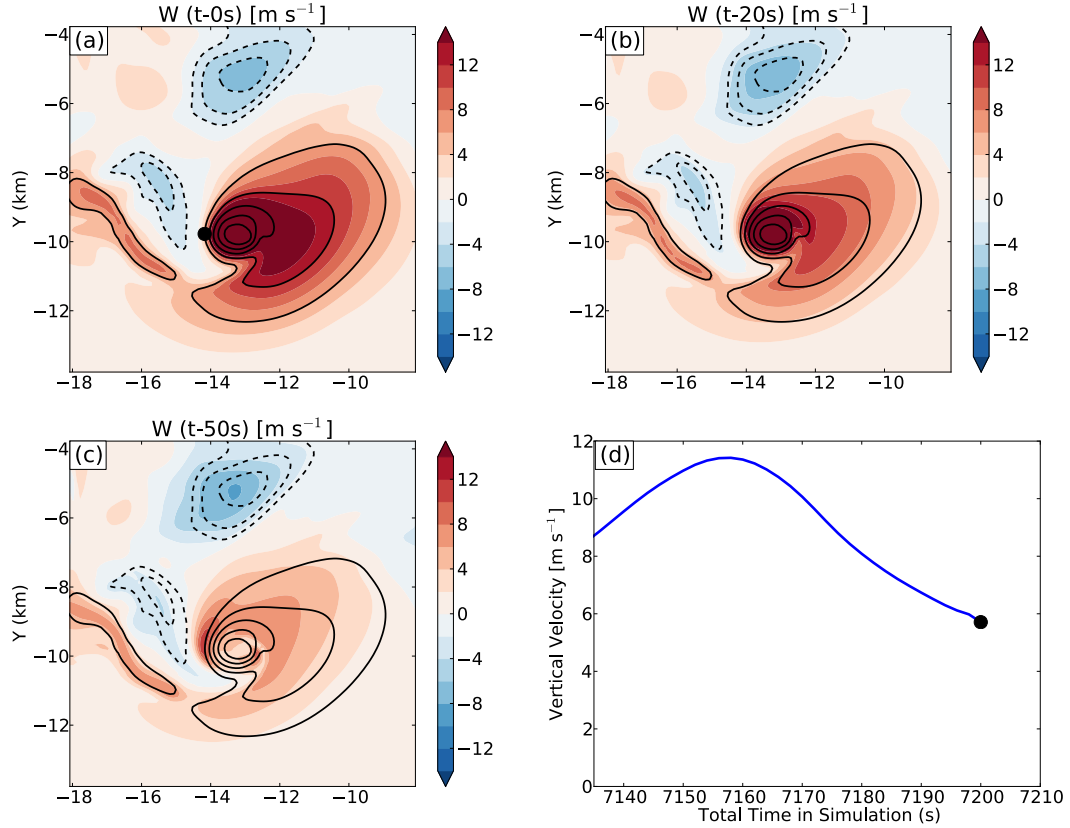 W (t-0s) [m s⁻¹]
(a)
−4
−6
−8
−10
−12
Y (km)
−18 −16 −14 −12 −10
12
8
4
0
−4
−8
−12
W (t-20s) [m s⁻¹]
(b)
−4
−6
−8
−10
−12
Y (km)
−18 −16 −14 −12 −10
12
8
4
0
−4
−8
−12
W (t-50s) [m s⁻¹]
(c)
−4
−6
−8
−10
−12
Y (km)
−18 −16 −14 −12 −10
12
8
4
0
−4
−8
−12
(d)
12
10
8
6
4
2
0
Vertical Velocity [m s⁻¹]
7140 7150 7160 7170 7180 7190 7200 7210
Total Time in Simulation (s)